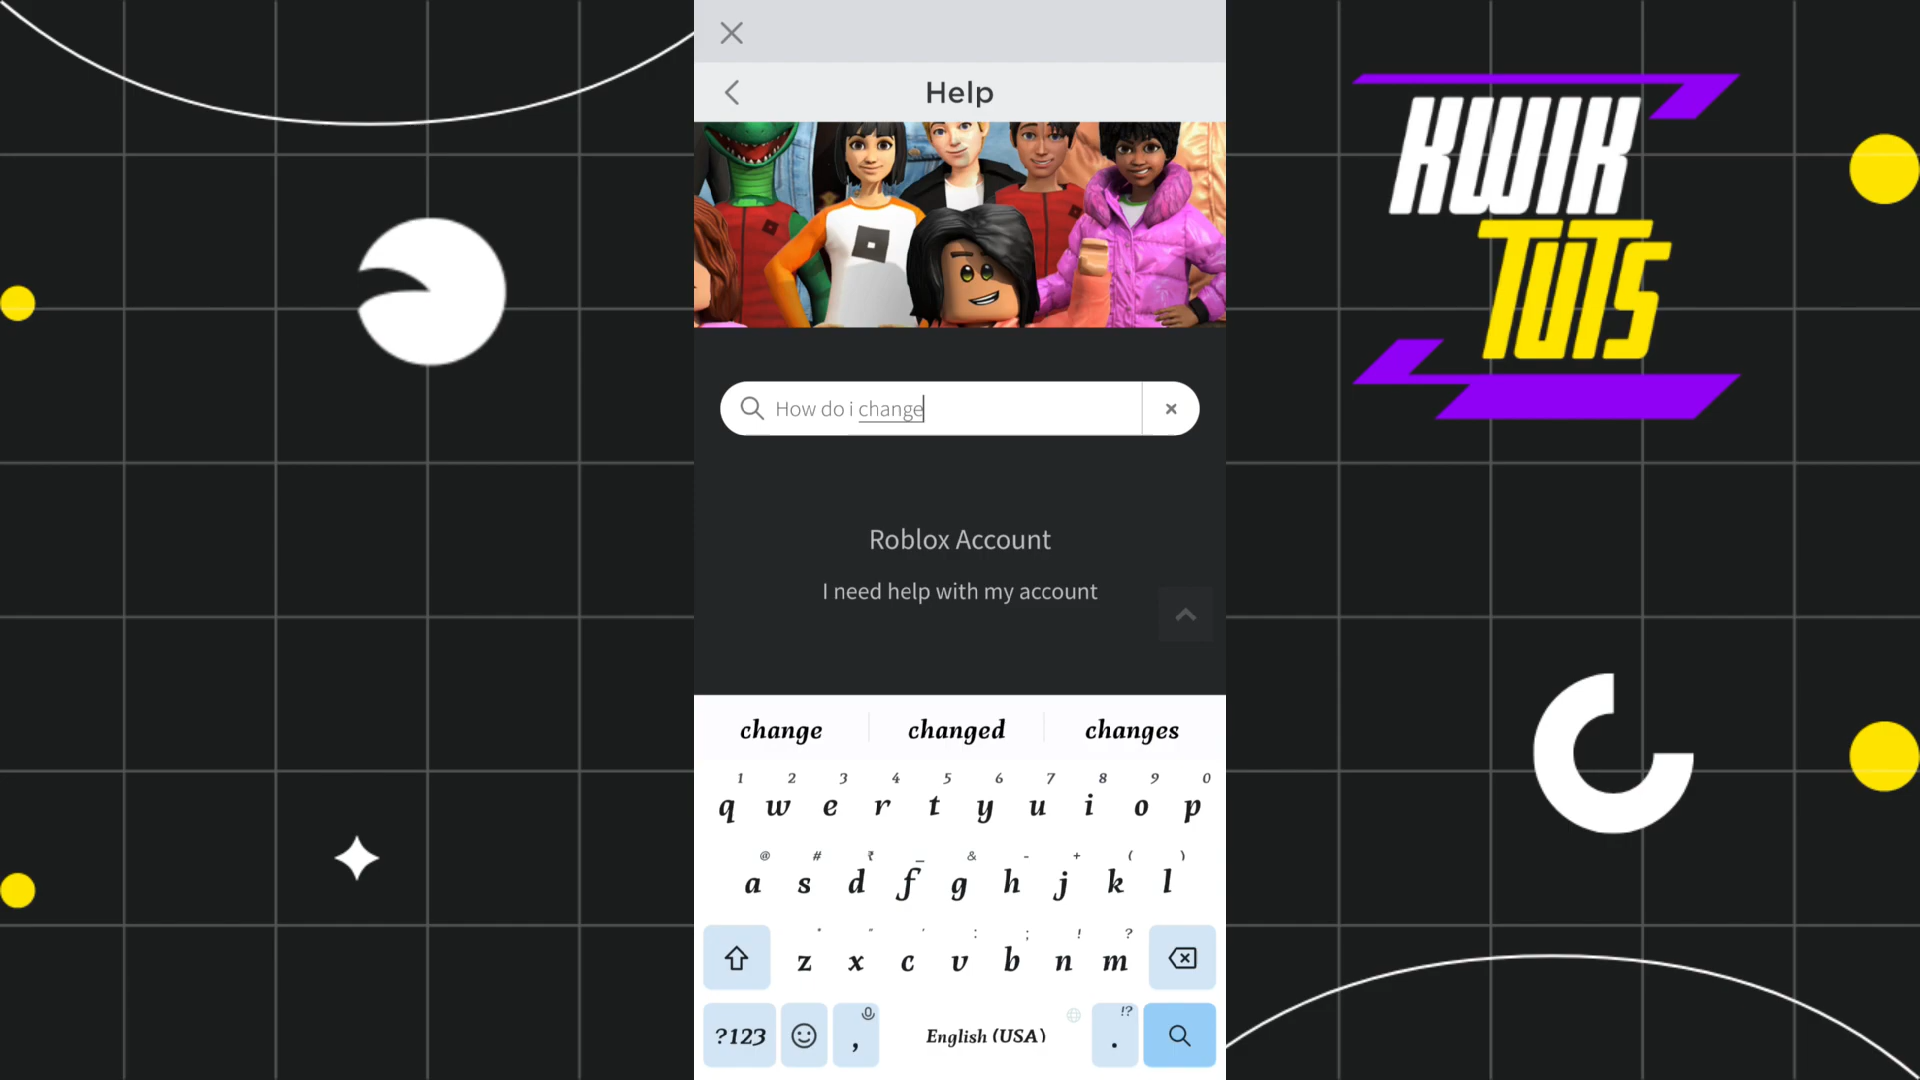 Help
KWIK
TUTS
How do i change
Roblox Account
I need help with my account
change changed changes
1 2 3 4 5 6 7 8 9 0
q w e r t y u i o p
@ # ₹ _ & - + ( )
a s d f g h j k l
* " ' : ; ! ?
z x c v b n m
!?
?123 , English (USA) .